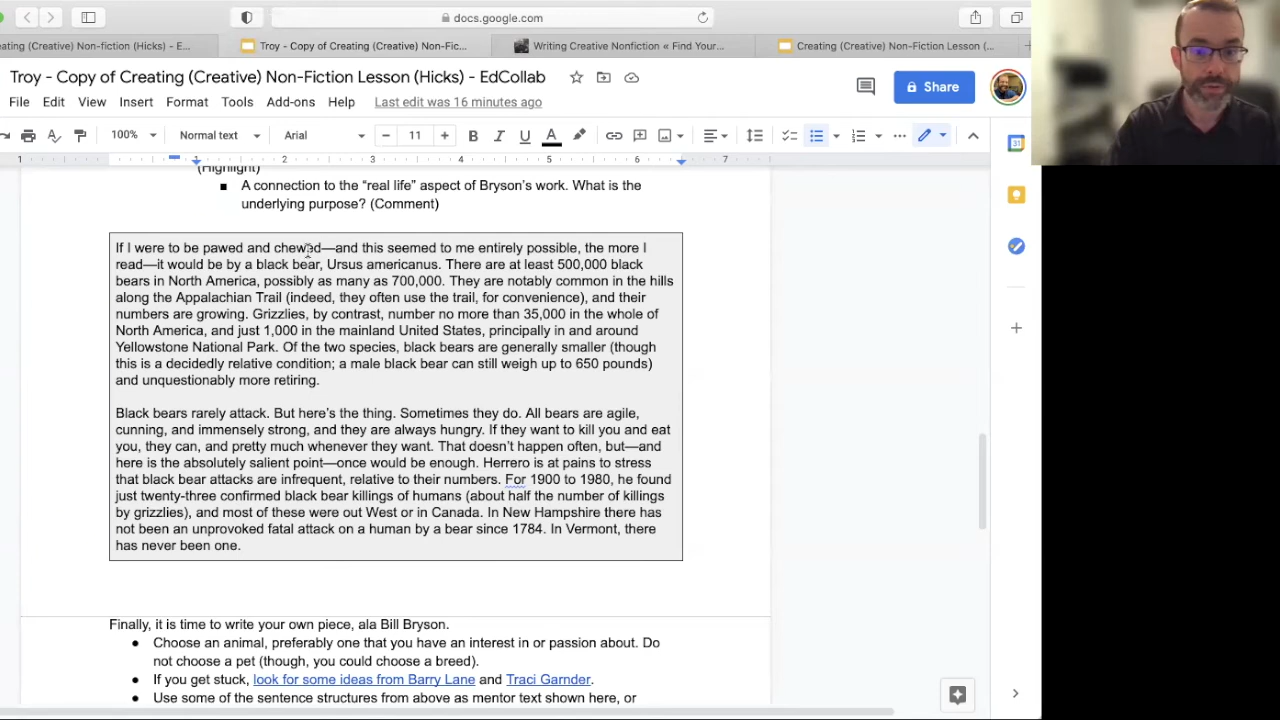 docs.google.com
eating (Creative) Non-fiction (Hicks) - E...
Troy - Copy of Creating (Creative) Non-Fic...
Writing Creative Nonfiction « Find Your...
Creating (Creative) Non-Fiction Lesson (...
Troy - Copy of Creating (Creative) Non-Fiction Lesson (Hicks) - EdCollab
Share
File Edit View Insert Format Tools Add-ons Help Last edit was 16 minutes ago
100% Normal text Arial 11
1 1 2 3 4 5 6 7
(Highlight)
■ A connection to the “real life” aspect of Bryson’s work. What is the
underlying purpose? (Comment)
If I were to be pawed and chewed—and this seemed to me entirely possible, the more I
read—it would be by a black bear, Ursus americanus. There are at least 500,000 black
bears in North America, possibly as many as 700,000. They are notably common in the hills
along the Appalachian Trail (indeed, they often use the trail, for convenience), and their
numbers are growing. Grizzlies, by contrast, number no more than 35,000 in the whole of
North America, and just 1,000 in the mainland United States, principally in and around
Yellowstone National Park. Of the two species, black bears are generally smaller (though
this is a decidedly relative condition; a male black bear can still weigh up to 650 pounds)
and unquestionably more retiring.
Black bears rarely attack. But here’s the thing. Sometimes they do. All bears are agile,
cunning, and immensely strong, and they are always hungry. If they want to kill you and eat
you, they can, and pretty much whenever they want. That doesn’t happen often, but—and
here is the absolutely salient point—once would be enough. Herrero is at pains to stress
that black bear attacks are infrequent, relative to their numbers. For 1900 to 1980, he found
just twenty-three confirmed black bear killings of humans (about half the number of killings
by grizzlies), and most of these were out West or in Canada. In New Hampshire there has
not been an unprovoked fatal attack on a human by a bear since 1784. In Vermont, there
has never been one.
Finally, it is time to write your own piece, ala Bill Bryson.
● Choose an animal, preferably one that you have an interest in or passion about. Do
not choose a pet (though, you could choose a breed).
● If you get stuck, look for some ideas from Barry Lane and Traci Garnder.
● Use some of the sentence structures from above as mentor text shown here, or